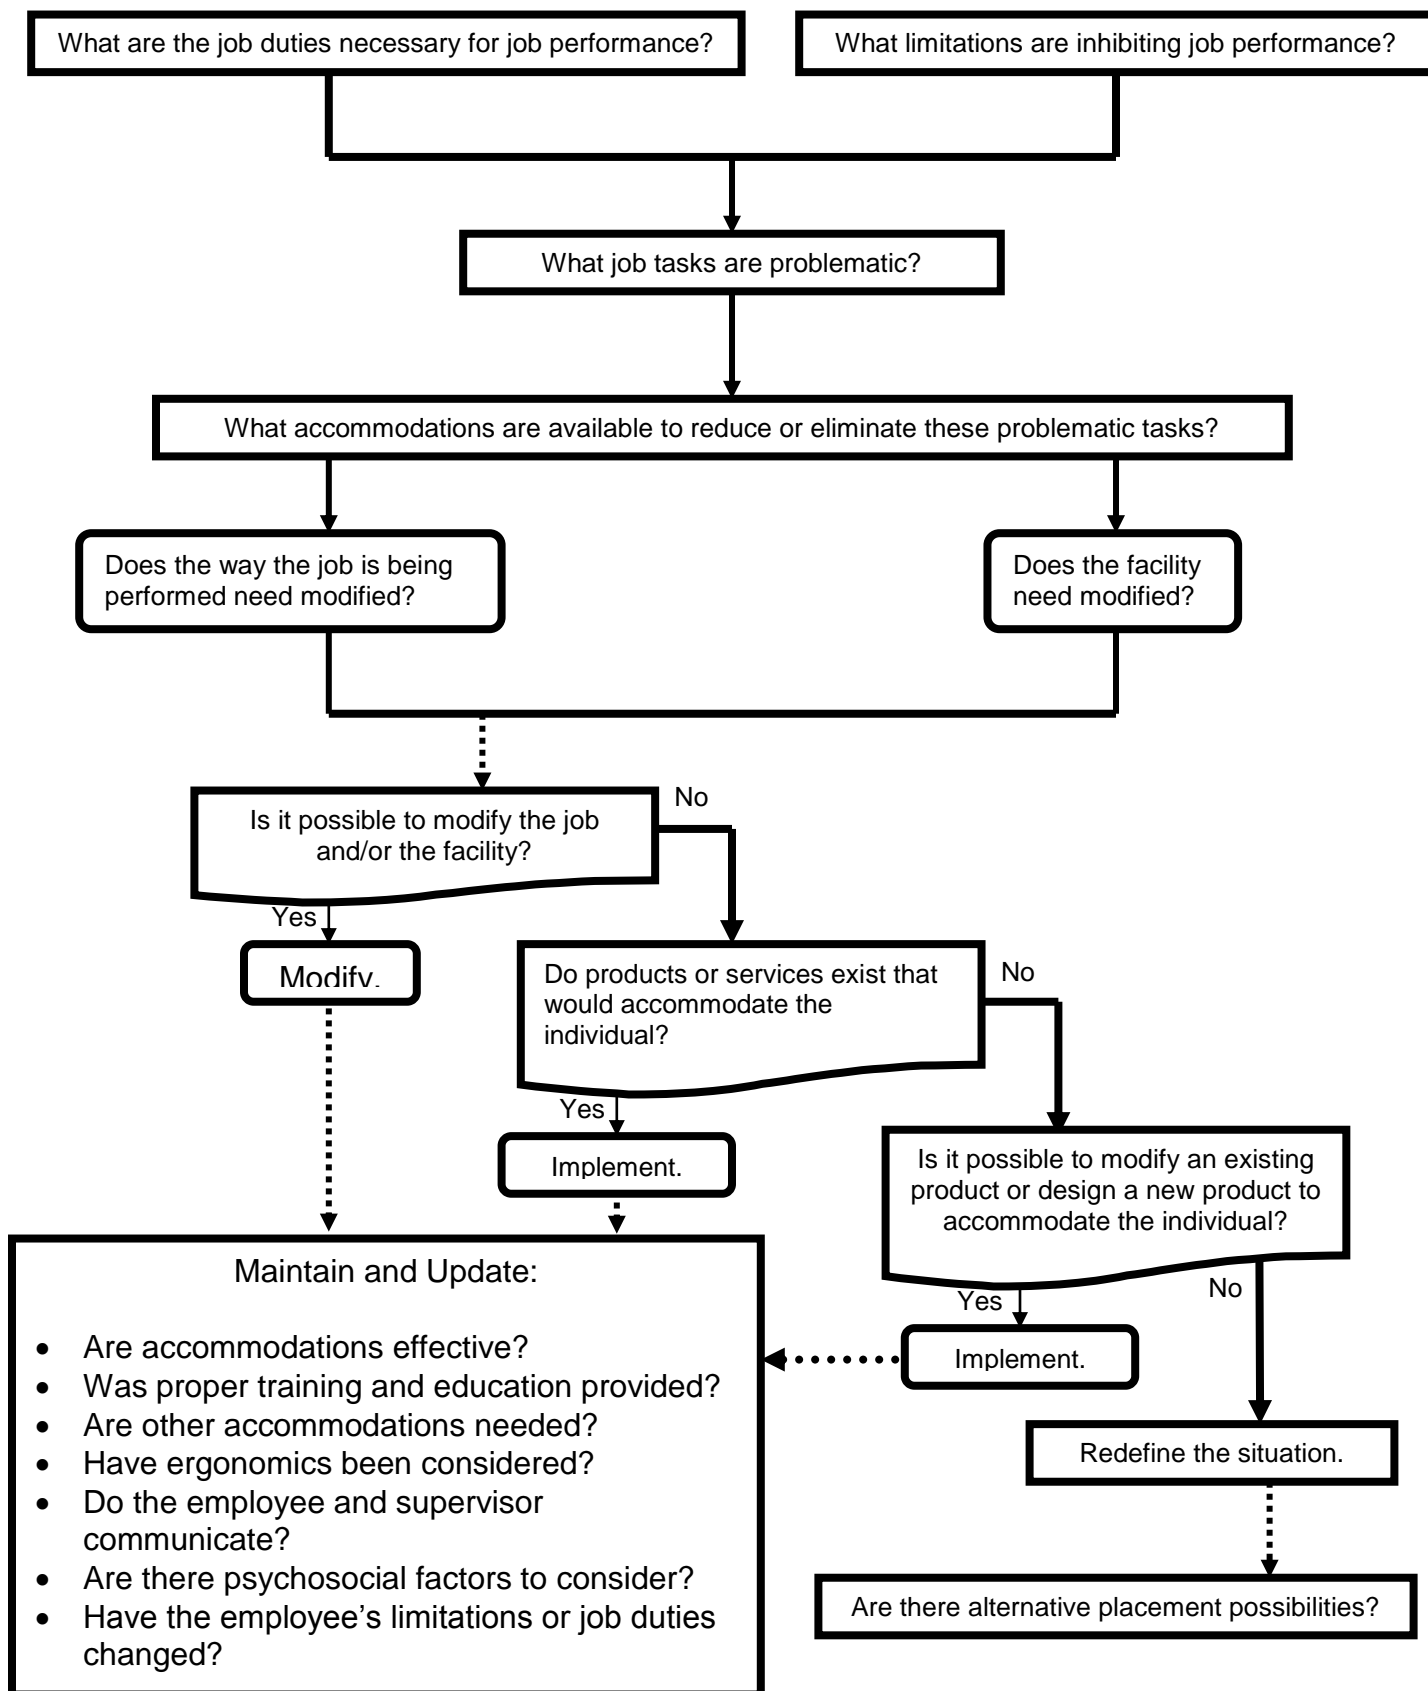 What are the job duties necessary for job performance?
What limitations are inhibiting job performance?
What job tasks are problematic?
What accommodations are available to reduce or eliminate these problematic tasks?
Does the way the job is being
performed need modified?
Does the facility
need modified?
Is it possible to modify the job
and/or the facility?
No
Yes
Modify.
Do products or services exist that
would accommodate the
individual?
No
Yes
Implement.
Is it possible to modify an existing
product or design a new product to
accommodate the individual?
Yes
No
Implement.
Redefine the situation.
Are there alternative placement possibilities?
Maintain and Update:
• Are accommodations effective?
• Was proper training and education provided?
• Are other accommodations needed?
• Have ergonomics been considered?
• Do the employee and supervisor
communicate?
• Are there psychosocial factors to consider?
• Have the employee’s limitations or job duties
changed?